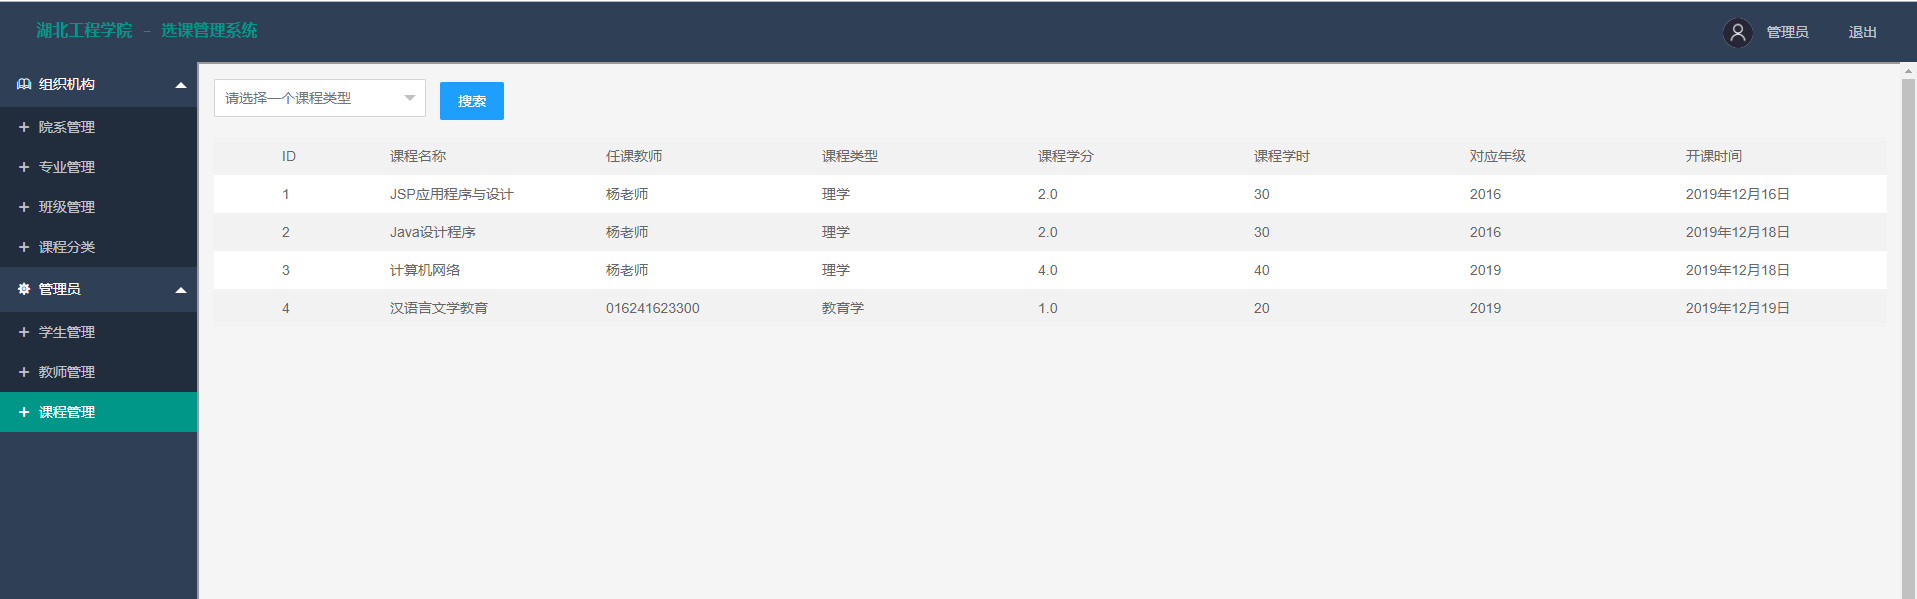 湖北工程学院 - 选课管理系统
管理员 退出
组织机构
院系管理
专业管理
班级管理
课程分类
管理员
学生管理
教师管理
课程管理
请选择一个课程类型 搜索
ID 课程名称 任课教师 课程类型 课程学分 课程学时 对应年级 开课时间
1 JSP应用程序与设计 杨老师 理学 2.0 30 2016 2019年12月16日
2 Java设计程序 杨老师 理学 2.0 30 2016 2019年12月18日
3 计算机网络 杨老师 理学 4.0 40 2019 2019年12月18日
4 汉语言文学教育 016241623300 教育学 1.0 20 2019 2019年12月19日